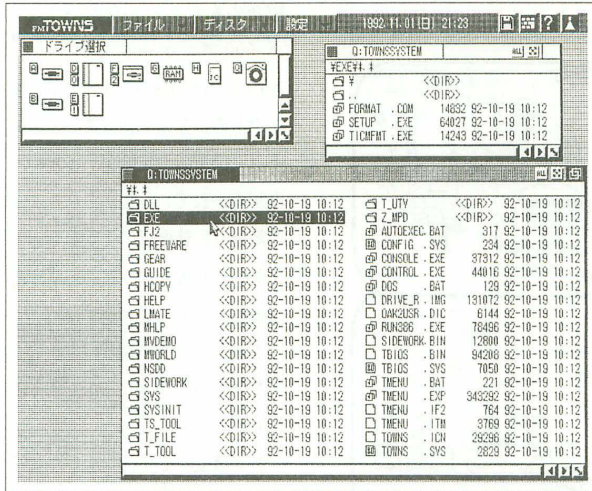 FM TOWNS ファイル ディスク 設定 1992.11.01(日) 21:23
ドライブ選択
RAM
IC
Q:TOWNSSYSTEM ALL
¥EXE¥*.*
¥ <<DIR>>
.. <<DIR>>
FORMAT .COM 14832 92-10-19 10:12
SETUP .EXE 64027 92-10-19 10:12
TICMFMT .EXE 14243 92-10-19 10:12
Q:TOWNSSYSTEM ALL
¥*.*
DLL <<DIR>> 92-10-19 10:12
EXE <<DIR>> 92-10-19 10:12
FJ2 <<DIR>> 92-10-19 10:12
FREEWARE <<DIR>> 92-10-19 10:12
GEAR <<DIR>> 92-10-19 10:12
GUIDE <<DIR>> 92-10-19 10:12
HCOPY <<DIR>> 92-10-19 10:12
HELP <<DIR>> 92-10-19 10:12
LMATE <<DIR>> 92-10-19 10:12
MHLP <<DIR>> 92-10-19 10:12
MVDEMO <<DIR>> 92-10-19 10:12
MWORLD <<DIR>> 92-10-19 10:12
NSDD <<DIR>> 92-10-19 10:12
SIDEWORK <<DIR>> 92-10-19 10:12
SYS <<DIR>> 92-10-19 10:12
SYSINIT <<DIR>> 92-10-19 10:12
TS_TOOL <<DIR>> 92-10-19 10:12
T_FILE <<DIR>> 92-10-19 10:12
T_TOOL <<DIR>> 92-10-19 10:12
T_UTY <<DIR>> 92-10-19 10:12
Z_MPD <<DIR>> 92-10-19 10:12
AUTOEXEC.BAT 317 92-10-19 10:12
CONFIG .SYS 234 92-10-19 10:12
CONSOLE .EXE 37312 92-10-19 10:12
CONTROL .EXE 44016 92-10-19 10:12
DOS .BAT 129 92-10-19 10:12
DRIVE_R .IMG 131072 92-10-19 10:12
OAK2USR .DIC 6144 92-10-19 10:12
RUN386 .EXE 78496 92-10-19 10:12
SIDEWORK.BIN 12800 92-10-19 10:12
TBIOS .BIN 94208 92-10-19 10:12
TBIOS .SYS 7050 92-10-19 10:12
TMENU .BAT 221 92-10-19 10:12
TMENU .EXP 343292 92-10-19 10:12
TMENU .IF2 764 92-10-19 10:12
TMENU .ITM 3769 92-10-19 10:12
TOWNS .ICN 29296 92-10-19 10:12
TOWNS .SYS 2829 92-10-19 10:12